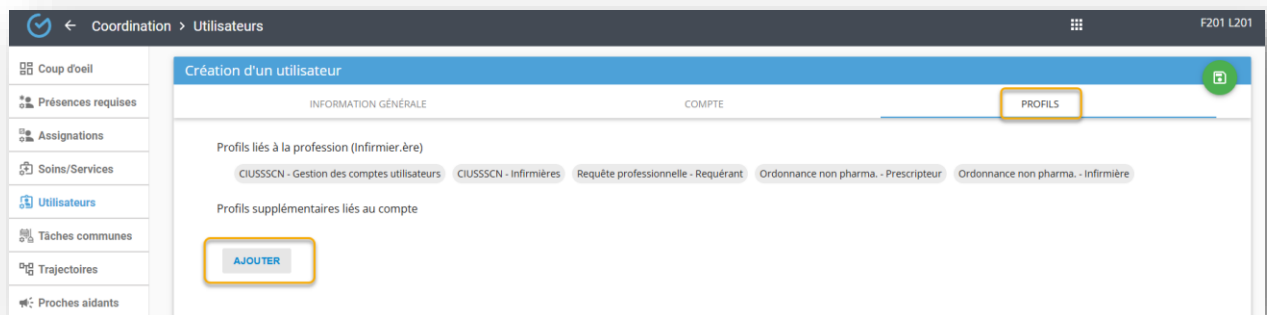 Coordination > Utilisateurs
F201 L201
Coup d'oeil
Présences requises
Assignations
Soins/Services
Utilisateurs
Tâches communes
Trajectoires
Proches aidants
Création d'un utilisateur
INFORMATION GÉNÉRALE COMPTE PROFILS
Profils liés à la profession (Infirmier.ère)
CIUSSSCN - Gestion des comptes utilisateurs CIUSSSCN - Infirmières Requête professionnelle - Requérant Ordonnance non pharma. - Prescripteur Ordonnance non pharma. - Infirmière
Profils supplémentaires liés au compte
AJOUTER